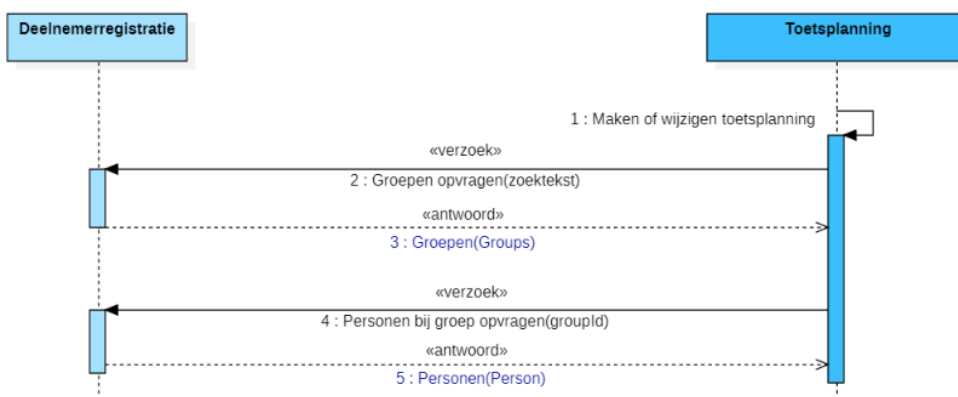 Deelnemerregistratie
Toetsplanning
1 : Maken of wijzigen toetsplanning
«verzoek»
2 : Groepen opvragen(zoektekst)
«antwoord»
3 : Groepen(Groups)
«verzoek»
4 : Personen bij groep opvragen(groupId)
«antwoord»
5 : Personen(Person)